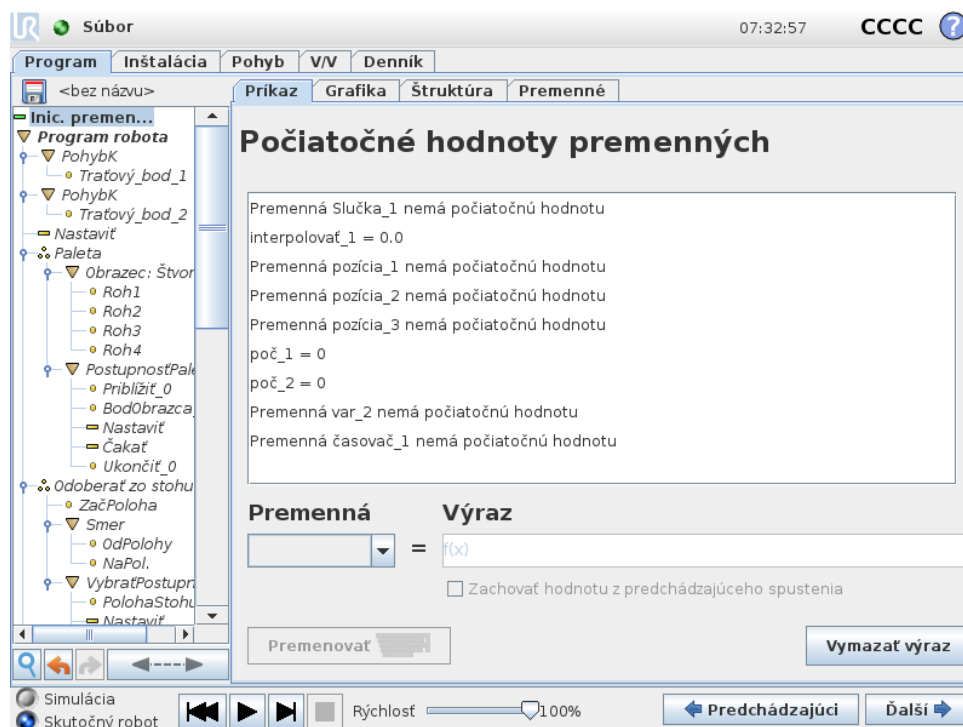 UR Súbor 07:32:57 CCCC ?
Program Inštalácia Pohyb V/V Denník
<bez názvu> Príkaz Grafika Štruktúra Premenné
Inic. premen...
Program robota
PohybK
Traťový_bod_1
PohybK
Traťový_bod_2
Nastaviť
Paleta
Obrazec: Štvor
Roh1
Roh2
Roh3
Roh4
PostupnosťPale
Priblížiť_0
BodObrazca
Nastaviť
Čakať
Ukončiť_0
Odoberať zo stohu
ZačPoloha
Smer
OdPolohy
NaPol.
VybraťPostupn
PolohaStohu
Nastaviť
Počiatočné hodnoty premenných
Premenná Slučka_1 nemá počiatočnú hodnotu
interpolovať_1 = 0.0
Premenná pozícia_1 nemá počiatočnú hodnotu
Premenná pozícia_2 nemá počiatočnú hodnotu
Premenná pozícia_3 nemá počiatočnú hodnotu
poč_1 = 0
poč_2 = 0
Premenná var_2 nemá počiatočnú hodnotu
Premenná časovač_1 nemá počiatočnú hodnotu
Premenná Výraz
= f(x)
Zachovať hodnotu z predchádzajúceho spustenia
Premenovať Vymazať výraz
Simulácia
Skutočný robot
Rýchlosť 100%
Predchádzajúci Ďalší